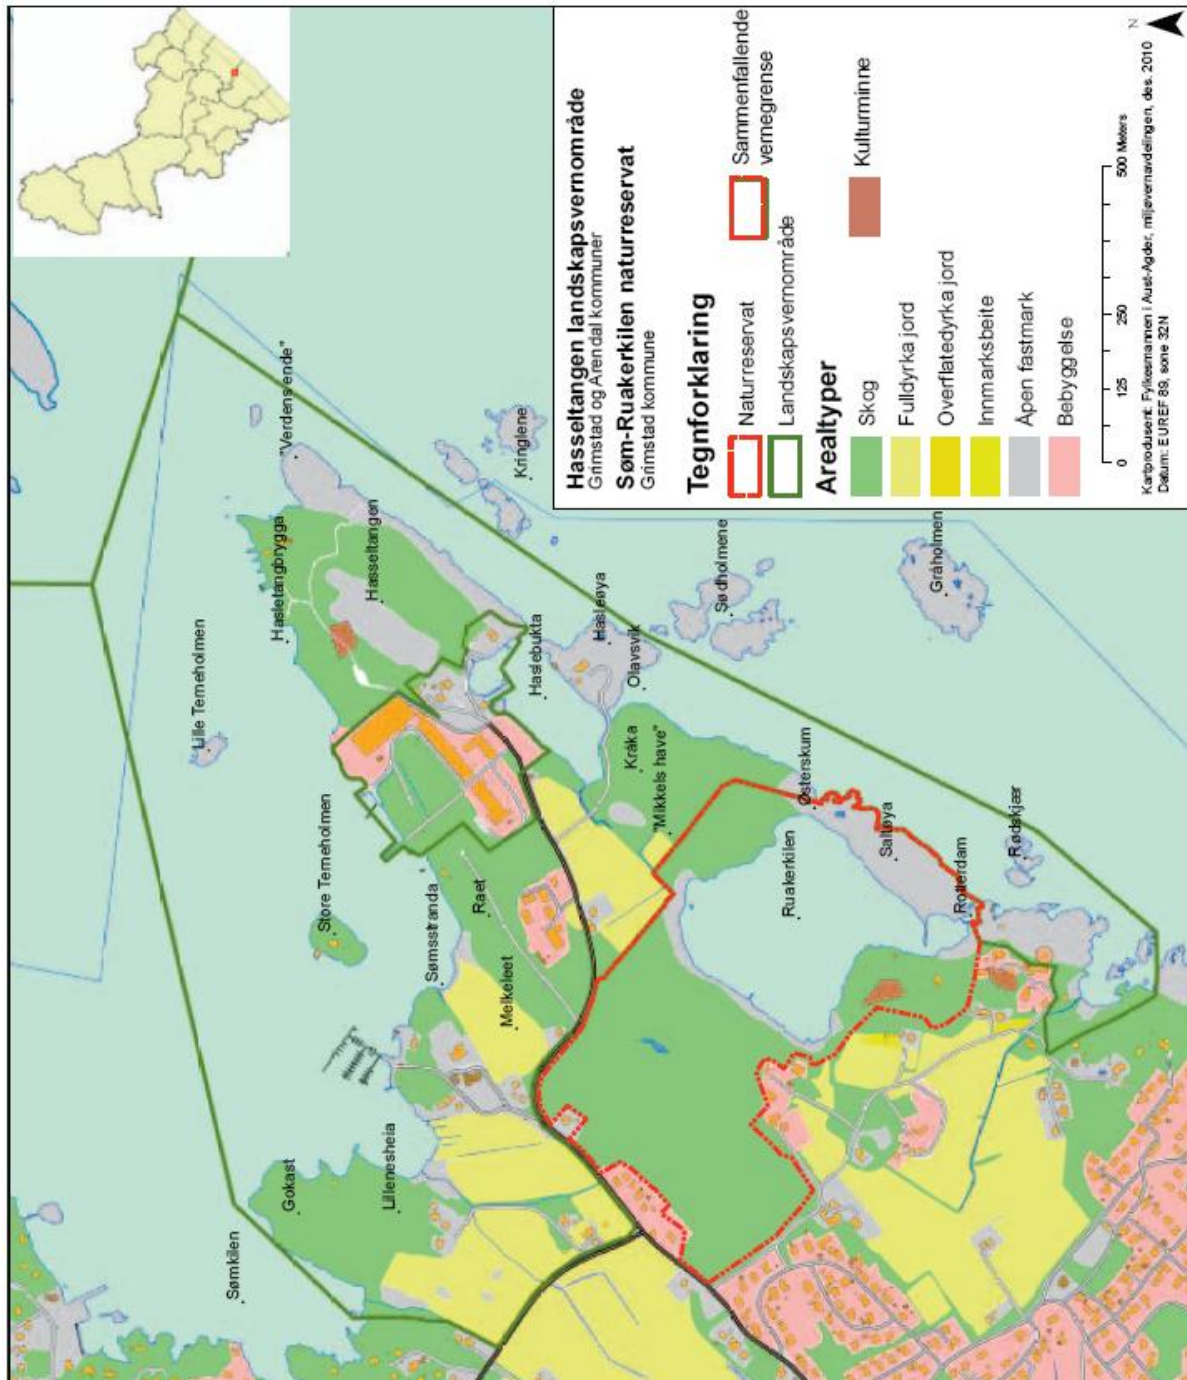 Hasseltangen landskapsvernområde
Grimstad og Arendal kommuner
Søm-Ruakerkilen naturreservat
Grimstad kommune
Tegnforklaring
Naturreservat
Sammenfallende
vernegrense
Landskapsvernområde
Arealtyper
Skog
Kulturminne
Fulldyrka jord
Overflatedyrka jord
Innmarksbeite
Åpen fastmark
Bebyggelse
0 125 250 500 Meters
Kartprodusent: Fylkesmannen i Aust-Agder, miljøvernavdelingen, des. 2010
Datum: EUREF 89, sone 32N
N
Sømkilen
Gokast
Lillenesheia
Lille Terneholmen
Store Terneholmen
Hasletangbrygga
"Verdensende"
Hasseltangen
Kringlene
Sømsstranda
Raet
Melkeleet
Haslebukta
Hasleøya
Olavsvik
Kråka
"Mikkels have"
Sødholmene
Gråholmen
Østerskum
Ruakerkilen
Saltøya
Rotterdam
Rødskjær